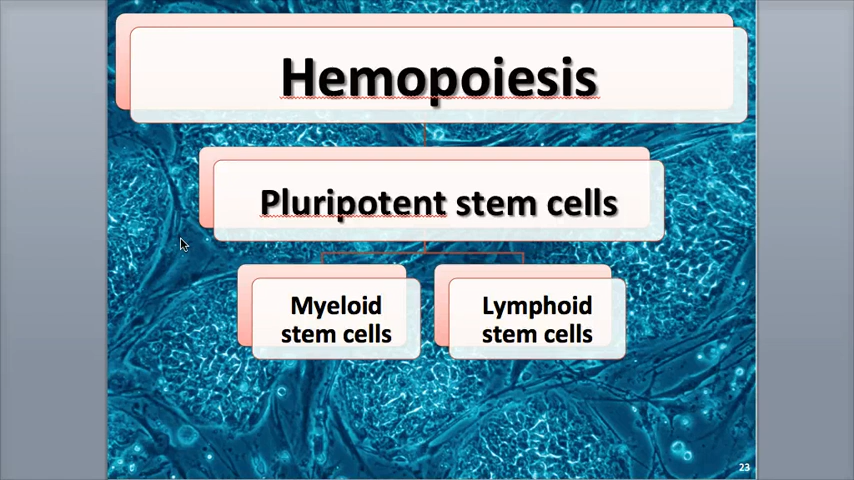 Hemopoiesis
Pluripotent stem cells
Myeloid
stem cells
Lymphoid
stem cells
23